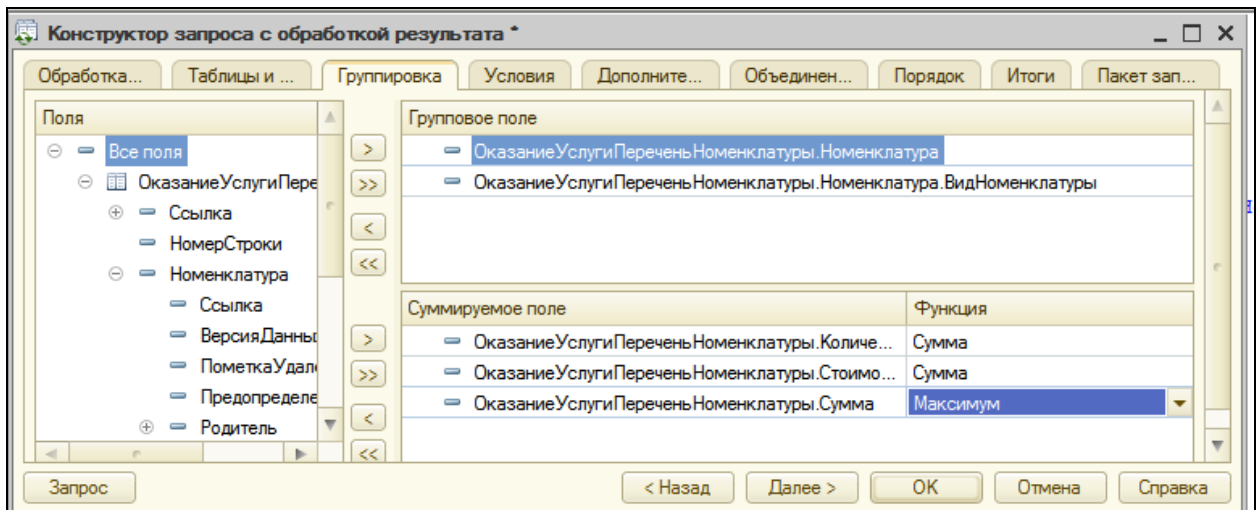 Конструктор запроса с обработкой результата *
Обработка... Таблицы и ... Группировка Условия Дополните... Объединен... Порядок Итоги Пакет зап...
Поля
Все поля
ОказаниеУслугиПере
Ссылка
НомерСтроки
Номенклатура
Ссылка
ВерсияДанны
ПометкаУдал
Предопределе
Родитель
> 
>>
<
<<
Групповое поле
ОказаниеУслугиПереченьНоменклатуры.Номенклатура
ОказаниеУслугиПереченьНоменклатуры.Номенклатура.ВидНоменклатуры
>
>>
<
<<
Суммируемое поле Функция
ОказаниеУслугиПереченьНоменклатуры.Количе... Сумма
ОказаниеУслугиПереченьНоменклатуры.Стоимо... Сумма
ОказаниеУслугиПереченьНоменклатуры.Сумма Максимум
Запрос < Назад Далее > OK Отмена Справка